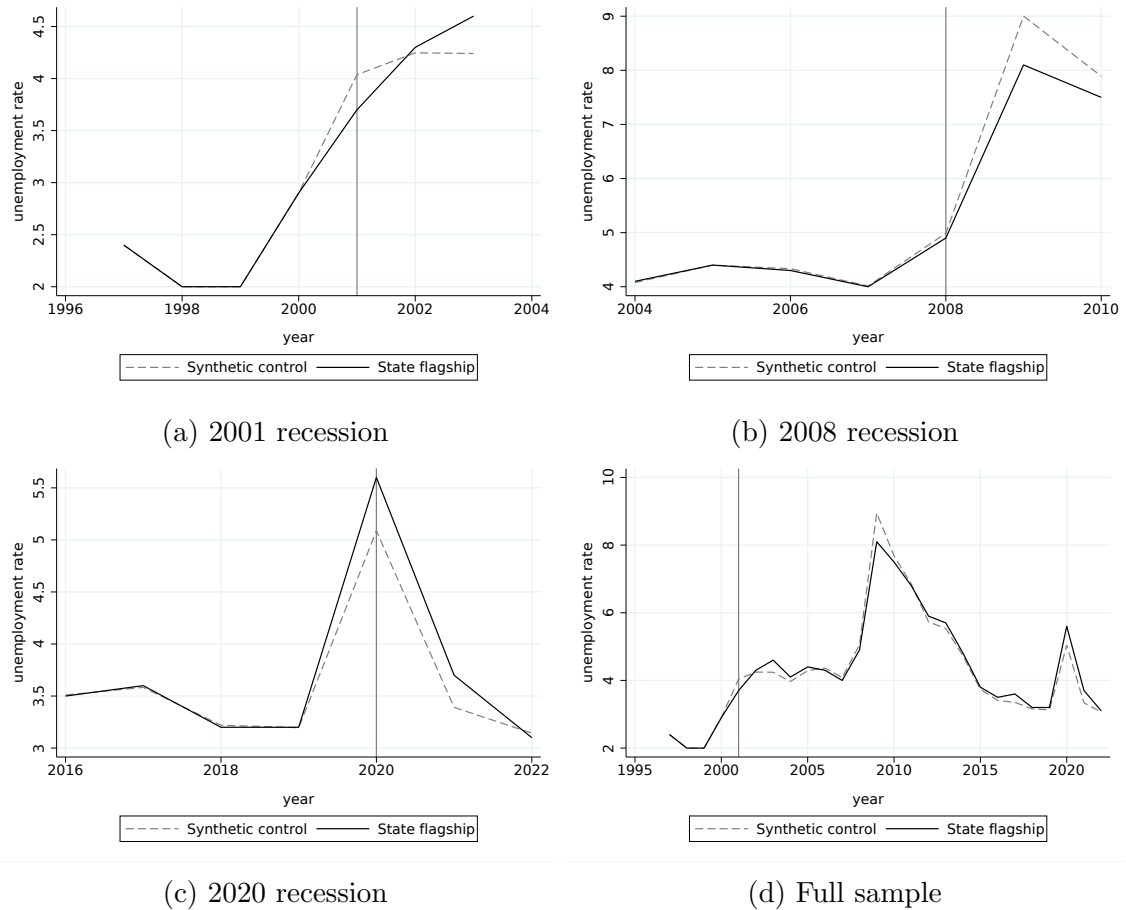 unemployment rate
4.5
4
3.5
3
2.5
2
1996 1998 2000 2002 2004
year
Synthetic control State flagship
(a) 2001 recession
unemployment rate
9
8
7
6
5
4
2004 2006 2008 2010
year
Synthetic control State flagship
(b) 2008 recession
unemployment rate
5.5
5
4.5
4
3.5
3
2016 2018 2020 2022
year
Synthetic control State flagship
(c) 2020 recession
unemployment rate
10
8
6
4
2
1995 2000 2005 2010 2015 2020
year
Synthetic control State flagship
(d) Full sample